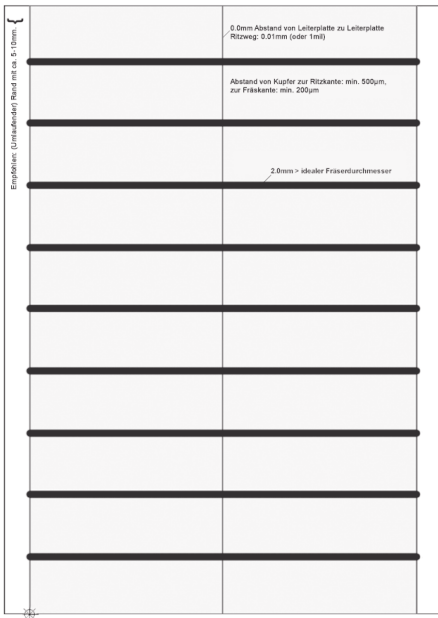 0.0mm Abstand von Leiterplatte zu Leiterplatte
Ritzweg: 0.01mm (oder 1mil)
Abstand von Kupfer zur Ritzkante: min. 500µm,
zur Fräskante: min. 200µm
2.0mm > idealer Fräserdurchmesser
Empfohlen: (Umlaufender) Rand mit ca. 5-10mm.